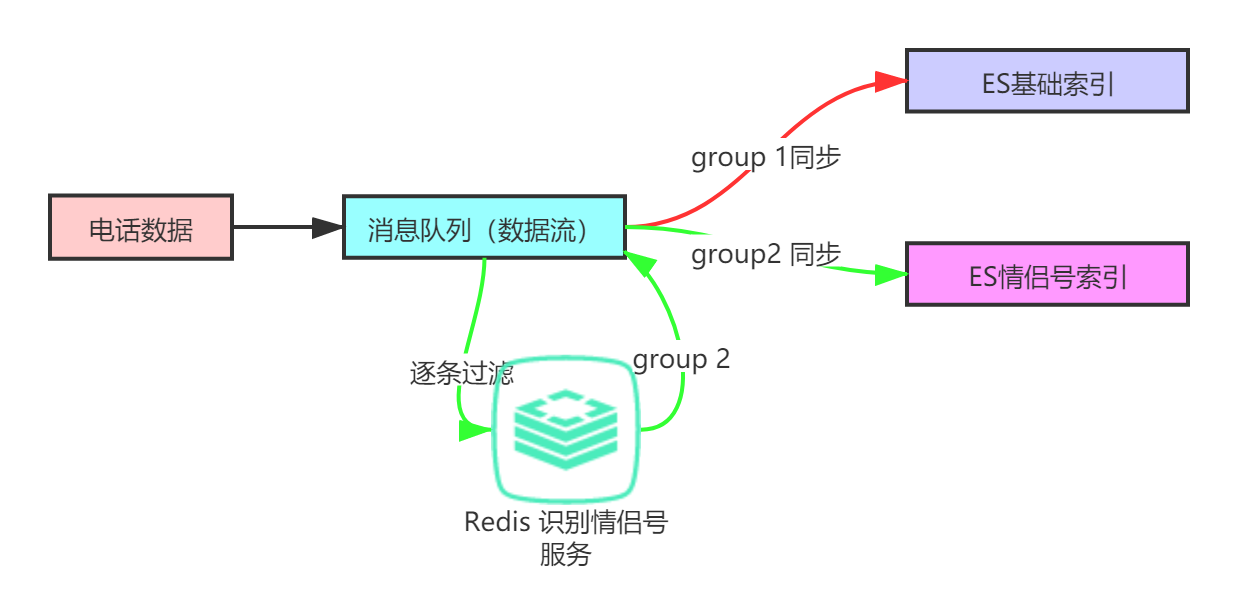 ES基础索引
group 1同步
电话数据
消息队列（数据流）
group2 同步
ES情侣号索引
逐条过滤
group 2
Redis 识别情侣号
服务